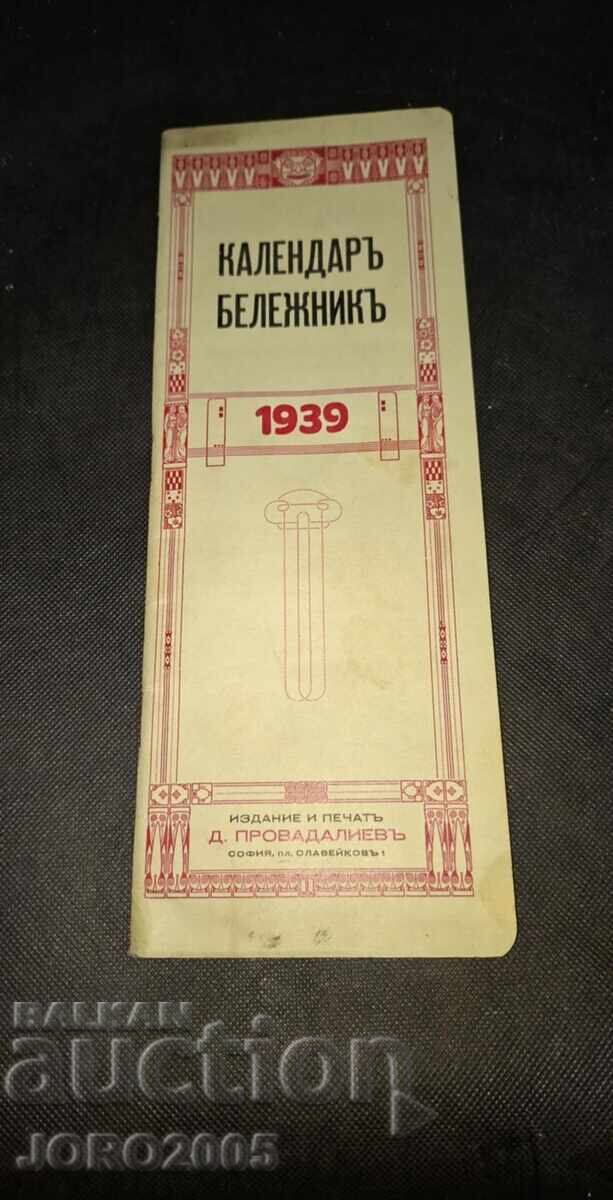 КАЛЕНДАРЪ
БЕЛЕЖНИКЪ
1939
ИЗДАНИЕ И ПЕЧАТЪ
Д. ПРОВАДАЛИЕВЪ
СОФИЯ, пл. СЛАВЕЙКОВЪ 1
BALKAN
auction
JORO2005